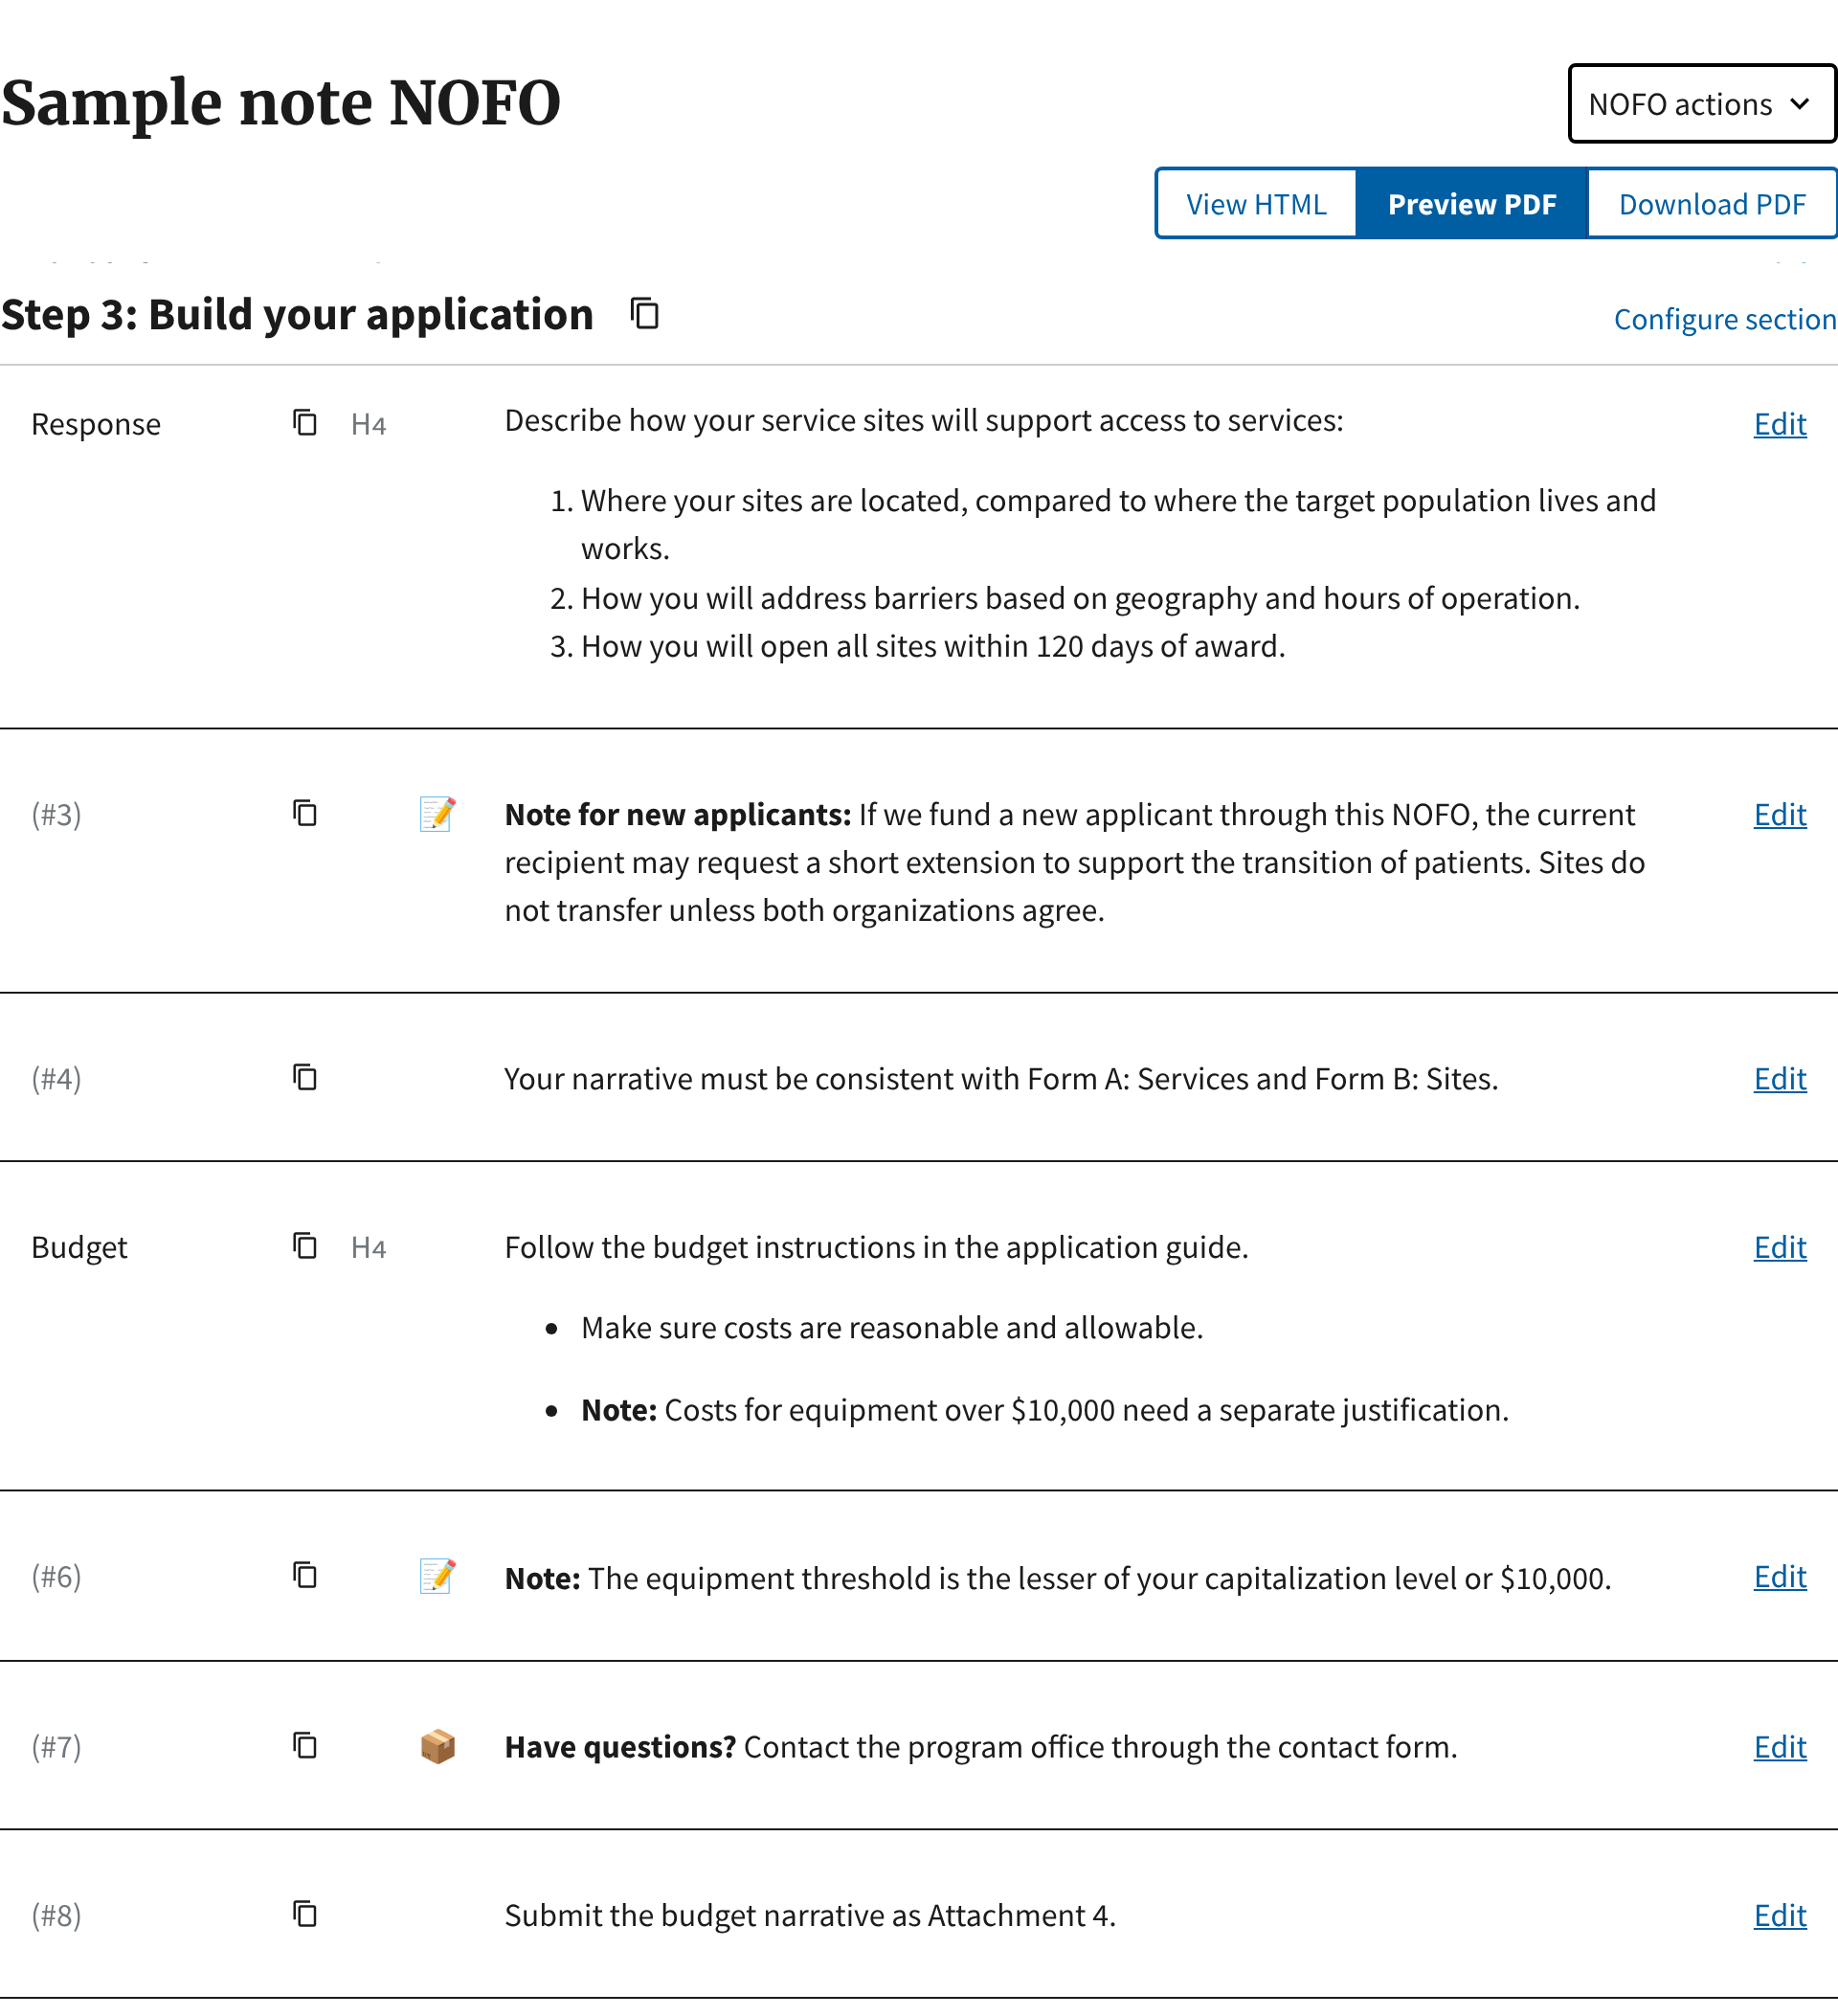 Sample note NOFO
NOFO actions
View HTML
Preview PDF
Download PDF
Step 3: Build your application
Configure section
Response
H4
Describe how your service sites will support access to services:
Edit
1. Where your sites are located, compared to where the target population lives and
works.
2. How you will address barriers based on geography and hours of operation.
3. How you will open all sites within 120 days of award.
(#3)
Note for new applicants: If we fund a new applicant through this NOFO, the current
Edit
recipient may request a short extension to support the transition of patients. Sites do
not transfer unless both organizations agree.
(#4)
Your narrative must be consistent with Form A: Services and Form B: Sites.
Edit
Budget
H4
Follow the budget instructions in the application guide.
Edit
• Make sure costs are reasonable and allowable.
• Note: Costs for equipment over $10,000 need a separate justification.
(#6)
Note: The equipment threshold is the lesser of your capitalization level or $10,000.
Edit
(#7)
Have questions? Contact the program office through the contact form.
Edit
(#8)
Submit the budget narrative as Attachment 4.
Edit